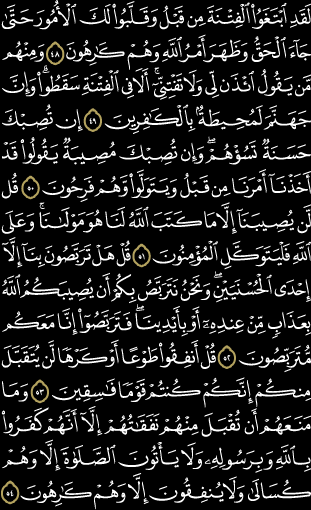 لَقَدِ ٱبْتَغَوُا۟ ٱلْفِتْنَةَ مِن قَبْلُ وَقَلَّبُوا۟ لَكَ ٱلْأُمُورَ حَتَّىٰ
جَآءَ ٱلْحَقُّ وَظَهَرَ أَمْرُ ٱللَّهِ وَهُمْ كَٰرِهُونَ ٤٨ وَمِنْهُم
مَّن يَقُولُ ٱئْذَن لِّى وَلَا تَفْتِنِّىٓ ۚ أَلَا فِى ٱلْفِتْنَةِ سَقَطُوا۟ ۗ وَإِنَّ
جَهَنَّمَ لَمُحِيطَةٌۢ بِٱلْكَٰفِرِينَ ٤٩ إِن تُصِبْكَ
حَسَنَةٌ تَسُؤْهُمْ ۖ وَإِن تُصِبْكَ مُصِيبَةٌ يَقُولُوا۟ قَدْ
أَخَذْنَآ أَمْرَنَا مِن قَبْلُ وَيَتَوَلَّوا۟ وَّهُمْ فَرِحُونَ ٥٠ قُل
لَّن يُصِيبَنَآ إِلَّا مَا كَتَبَ ٱللَّهُ لَنَا هُوَ مَوْلَىٰنَا ۚ وَعَلَى
ٱللَّهِ فَلْيَتَوَكَّلِ ٱلْمُؤْمِنُونَ ٥١ قُلْ هَلْ تَرَبَّصُونَ بِنَآ إِلَّآ
إِحْدَى ٱلْحُسْنَيَيْنِ ۖ وَنَحْنُ نَتَرَبَّصُ بِكُمْ أَن يُصِيبَكُمُ ٱللَّهُ
بِعَذَابٍ مِّنْ عِندِهِۦٓ أَوْ بِأَيْدِينَا ۖ فَتَرَبَّصُوٓا۟ إِنَّا مَعَكُم
مُّتَرَبِّصُونَ ٥٢ قُلْ أَنفِقُوا۟ طَوْعًا أَوْ كَرْهًا لَّن يُتَقَبَّلَ
مِنكُمْ ۖ إِنَّكُمْ كُنتُمْ قَوْمًا فَٰسِقِينَ ٥٣ وَمَا
مَنَعَهُمْ أَن تُقْبَلَ مِنْهُمْ نَفَقَٰتُهُمْ إِلَّآ أَنَّهُمْ كَفَرُوا۟
بِٱللَّهِ وَبِرَسُولِهِۦ وَلَا يَأْتُونَ ٱلصَّلَوٰةَ إِلَّا وَهُمْ
كُسَالَىٰ وَلَا يُنفِقُونَ إِلَّا وَهُمْ كَٰرِهُونَ ٥٤